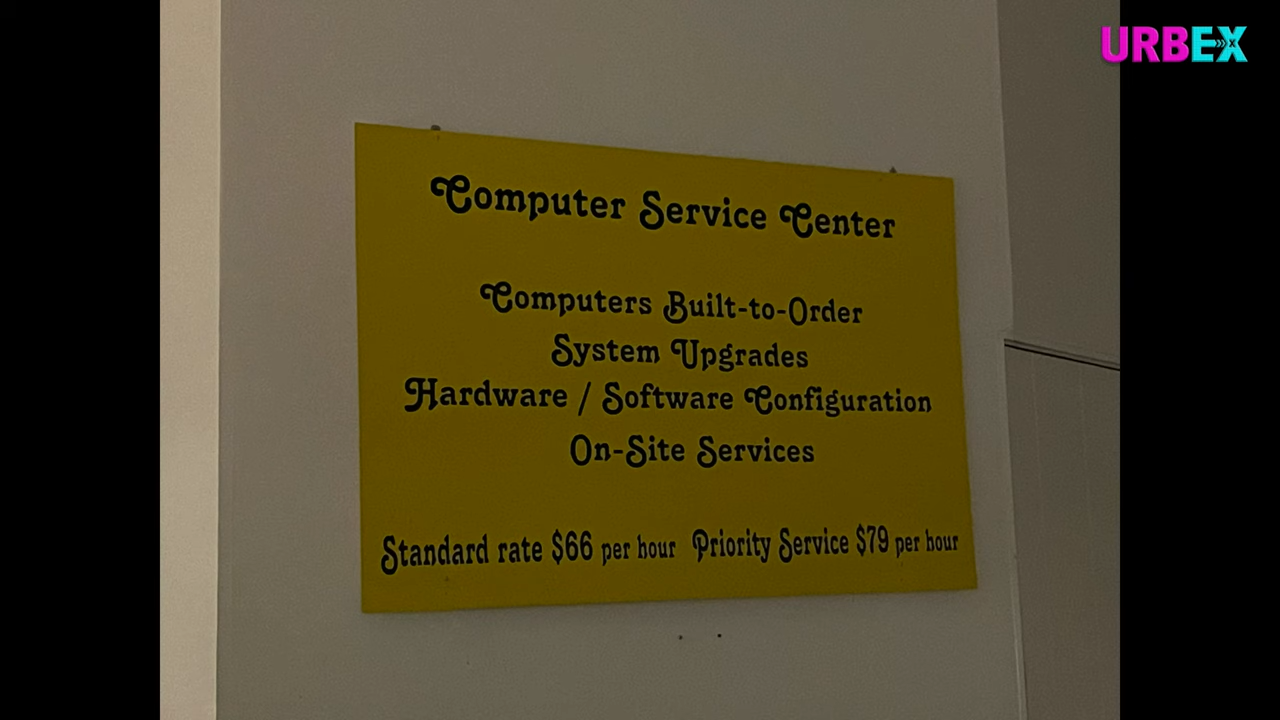 URBEX
Computer Service Center
Computers Built-to-Order
System Upgrades
Hardware / Software Configuration
On-Site Services
Standard rate $66 per hour Priority Service $79 per hour